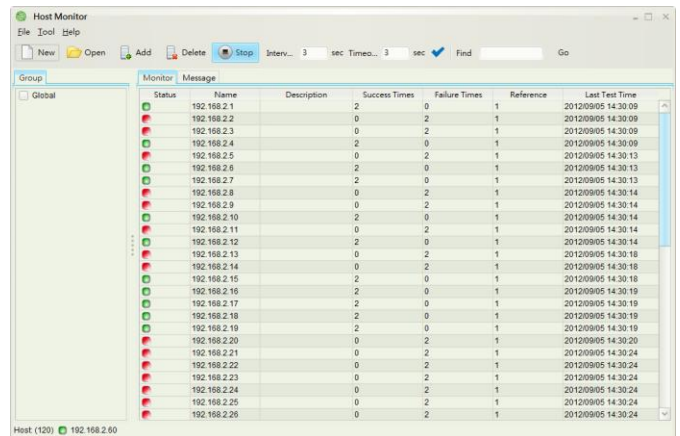 Host Monitor
File Tool Help
New Open Add Delete Stop Interv... 3 sec Timeo... 3 sec Find Go
Group Monitor Message
Global
Status Name Description Success Times Failure Times Reference Last Test Time
192.168.2.1 2 0 1 2012/09/05 14:30:09
192.168.2.2 0 2 1 2012/09/05 14:30:09
192.168.2.3 0 2 1 2012/09/05 14:30:09
192.168.2.4 2 0 1 2012/09/05 14:30:09
192.168.2.5 0 2 1 2012/09/05 14:30:13
192.168.2.6 2 0 1 2012/09/05 14:30:13
192.168.2.7 2 0 1 2012/09/05 14:30:13
192.168.2.8 0 2 1 2012/09/05 14:30:14
192.168.2.9 0 2 1 2012/09/05 14:30:14
192.168.2.10 2 0 1 2012/09/05 14:30:14
192.168.2.11 0 2 1 2012/09/05 14:30:14
192.168.2.12 2 0 1 2012/09/05 14:30:14
192.168.2.13 0 2 1 2012/09/05 14:30:18
192.168.2.14 0 2 1 2012/09/05 14:30:18
192.168.2.15 2 0 1 2012/09/05 14:30:18
192.168.2.16 2 0 1 2012/09/05 14:30:19
192.168.2.17 2 0 1 2012/09/05 14:30:19
192.168.2.18 2 0 1 2012/09/05 14:30:19
192.168.2.19 2 0 1 2012/09/05 14:30:19
192.168.2.20 0 2 1 2012/09/05 14:30:20
192.168.2.21 0 2 1 2012/09/05 14:30:24
192.168.2.22 0 2 1 2012/09/05 14:30:24
192.168.2.23 0 2 1 2012/09/05 14:30:24
192.168.2.24 0 2 1 2012/09/05 14:30:24
192.168.2.25 0 2 1 2012/09/05 14:30:24
192.168.2.26 0 2 1 2012/09/05 14:30:24
Host: (120) 192.168.2.60